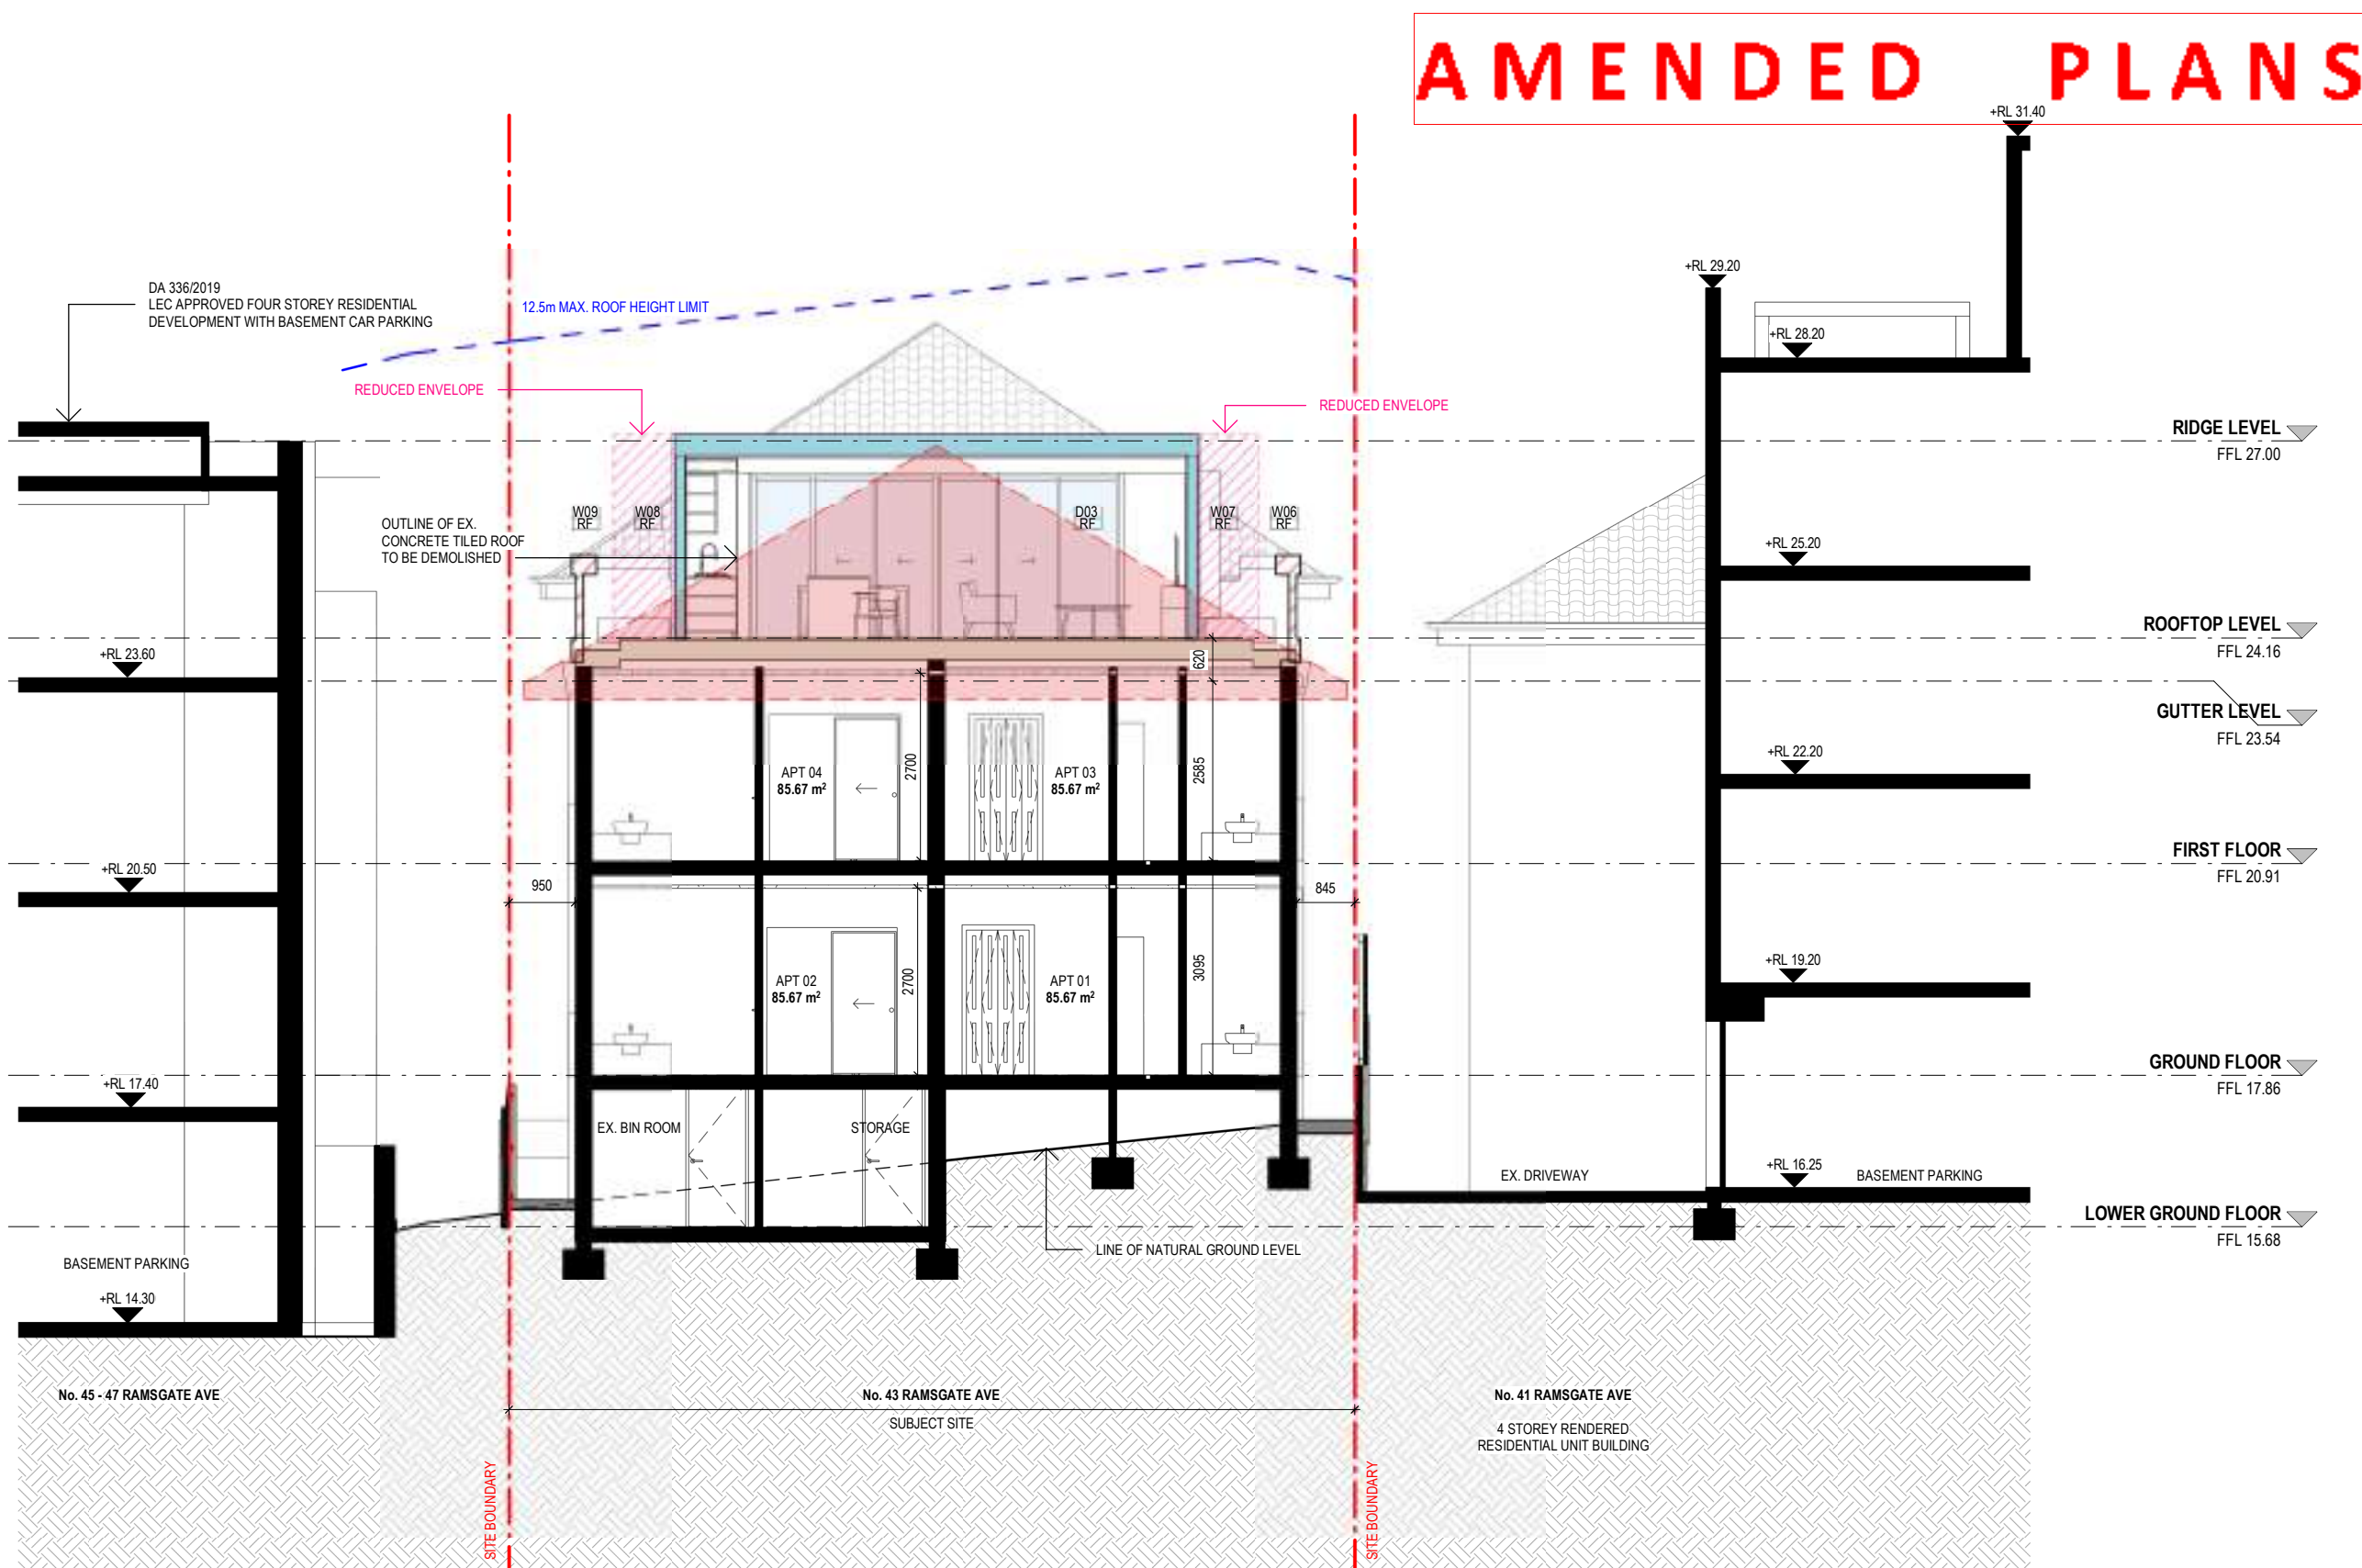 AMENDED PLANS
+RL 31.40
DA 336/2019
LEC APPROVED FOUR STOREY RESIDENTIAL
DEVELOPMENT WITH BASEMENT CAR PARKING
12.5m MAX. ROOF HEIGHT LIMIT
+RL 29.20
+RL 28.20
REDUCED ENVELOPE
REDUCED ENVELOPE
RIDGE LEVEL
FFL 27.00
OUTLINE OF EX.
CONCRETE TILED ROOF
TO BE DEMOLISHED
W09
RF
W08
RF
D03
RF
W07
RF
W06
RF
+RL 25.20
ROOFTOP LEVEL
FFL 24.16
+RL 23.60
620
GUTTER LEVEL
FFL 23.54
APT 04
85.67 m²
2700
APT 03
85.67 m²
2585
+RL 22.20
+RL 20.50
FIRST FLOOR
FFL 20.91
950
845
APT 02
85.67 m²
2700
APT 01
85.67 m²
3095
+RL 19.20
+RL 17.40
GROUND FLOOR
FFL 17.86
EX. BIN ROOM
STORAGE
EX. DRIVEWAY
+RL 16.25
BASEMENT PARKING
LOWER GROUND FLOOR
FFL 15.68
LINE OF NATURAL GROUND LEVEL
BASEMENT PARKING
+RL 14.30
No. 45 - 47 RAMSGATE AVE
No. 43 RAMSGATE AVE
SUBJECT SITE
No. 41 RAMSGATE AVE
4 STOREY RENDERED
RESIDENTIAL UNIT BUILDING
SITE BOUNDARY
SITE BOUNDARY